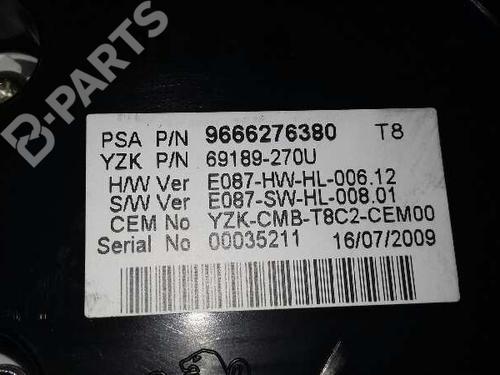 B-PARTS
PSA P/N 9666276380 T8
YZK P/N 69189-270U
H/W Ver E087-HW-HL-006.12
S/W Ver E087-SW-HL-008.01
CEM No YZK-CMB-T8C2-CEM00
Serial No 00035211 16/07/2009
B-PARTS